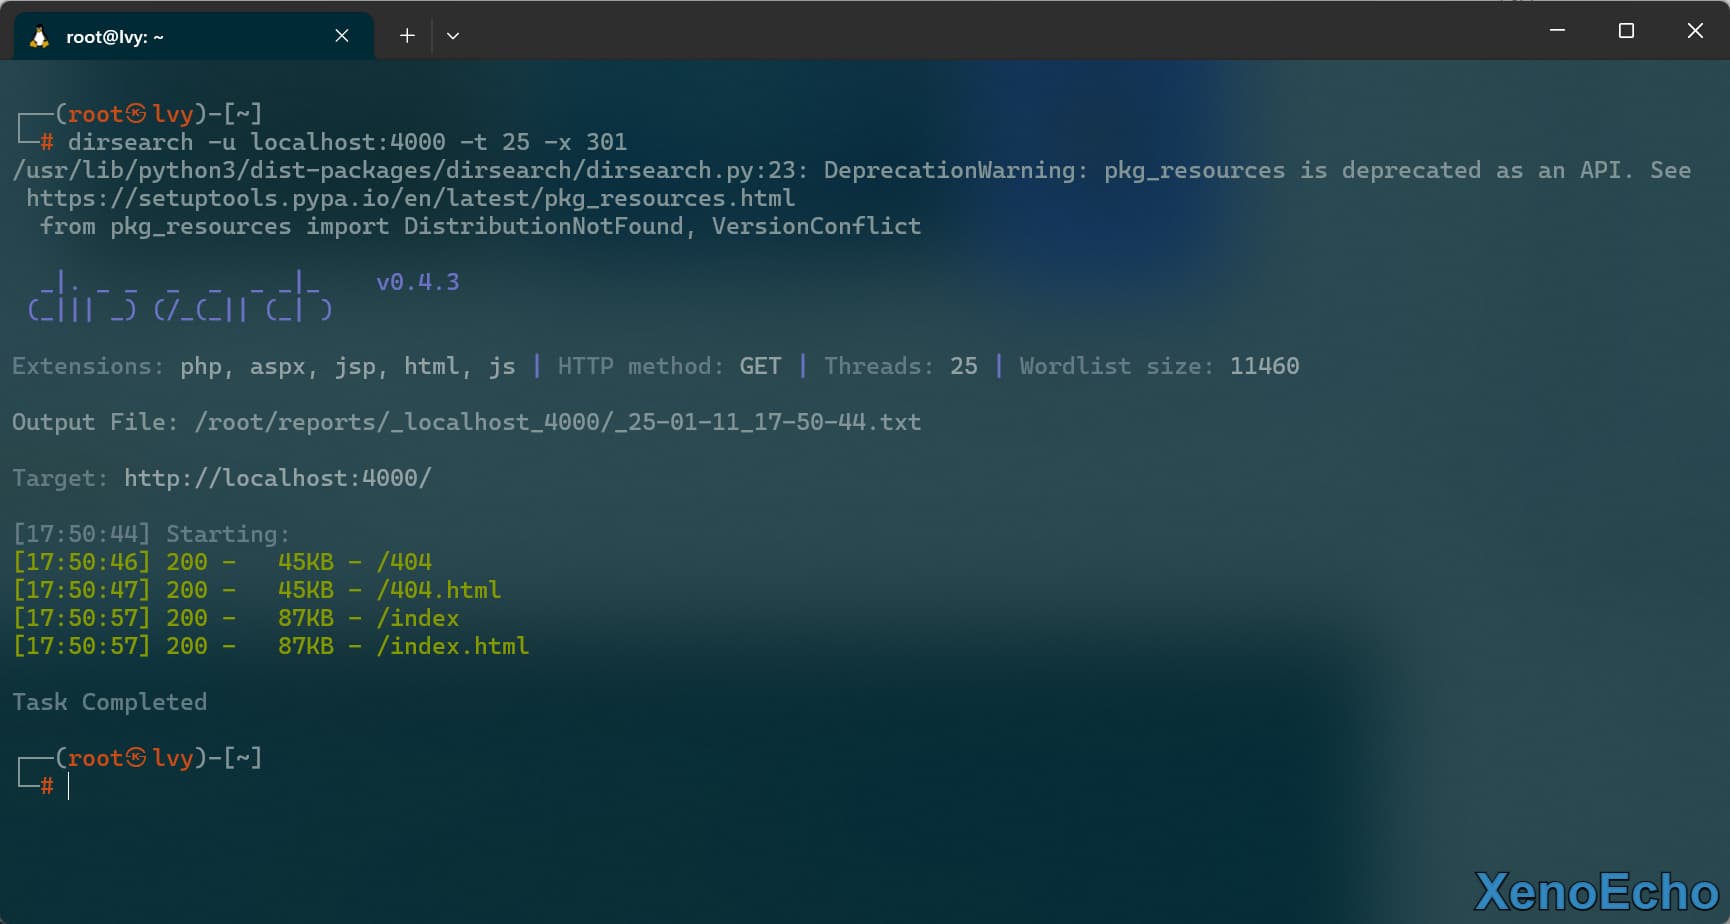 root@lvy: ~
┌──(root㉿lvy)-[~]
└─# dirsearch -u localhost:4000 -t 25 -x 301
/usr/lib/python3/dist-packages/dirsearch/dirsearch.py:23: DeprecationWarning: pkg_resources is deprecated as an API. See
 https://setuptools.pypa.io/en/latest/pkg_resources.html
  from pkg_resources import DistributionNotFound, VersionConflict
  _|. _ _  _  _  _ _|_    v0.4.3
 (_||| _) (/_(_|| (_| )
Extensions: php, aspx, jsp, html, js | HTTP method: GET | Threads: 25 | Wordlist size: 11460
Output File: /root/reports/_localhost_4000/_25-01-11_17-50-44.txt
Target: http://localhost:4000/
[17:50:44] Starting:
[17:50:46] 200 -   45KB - /404
[17:50:47] 200 -   45KB - /404.html
[17:50:57] 200 -   87KB - /index
[17:50:57] 200 -   87KB - /index.html
Task Completed
┌──(root㉿lvy)-[~]
└─#
XenoEcho